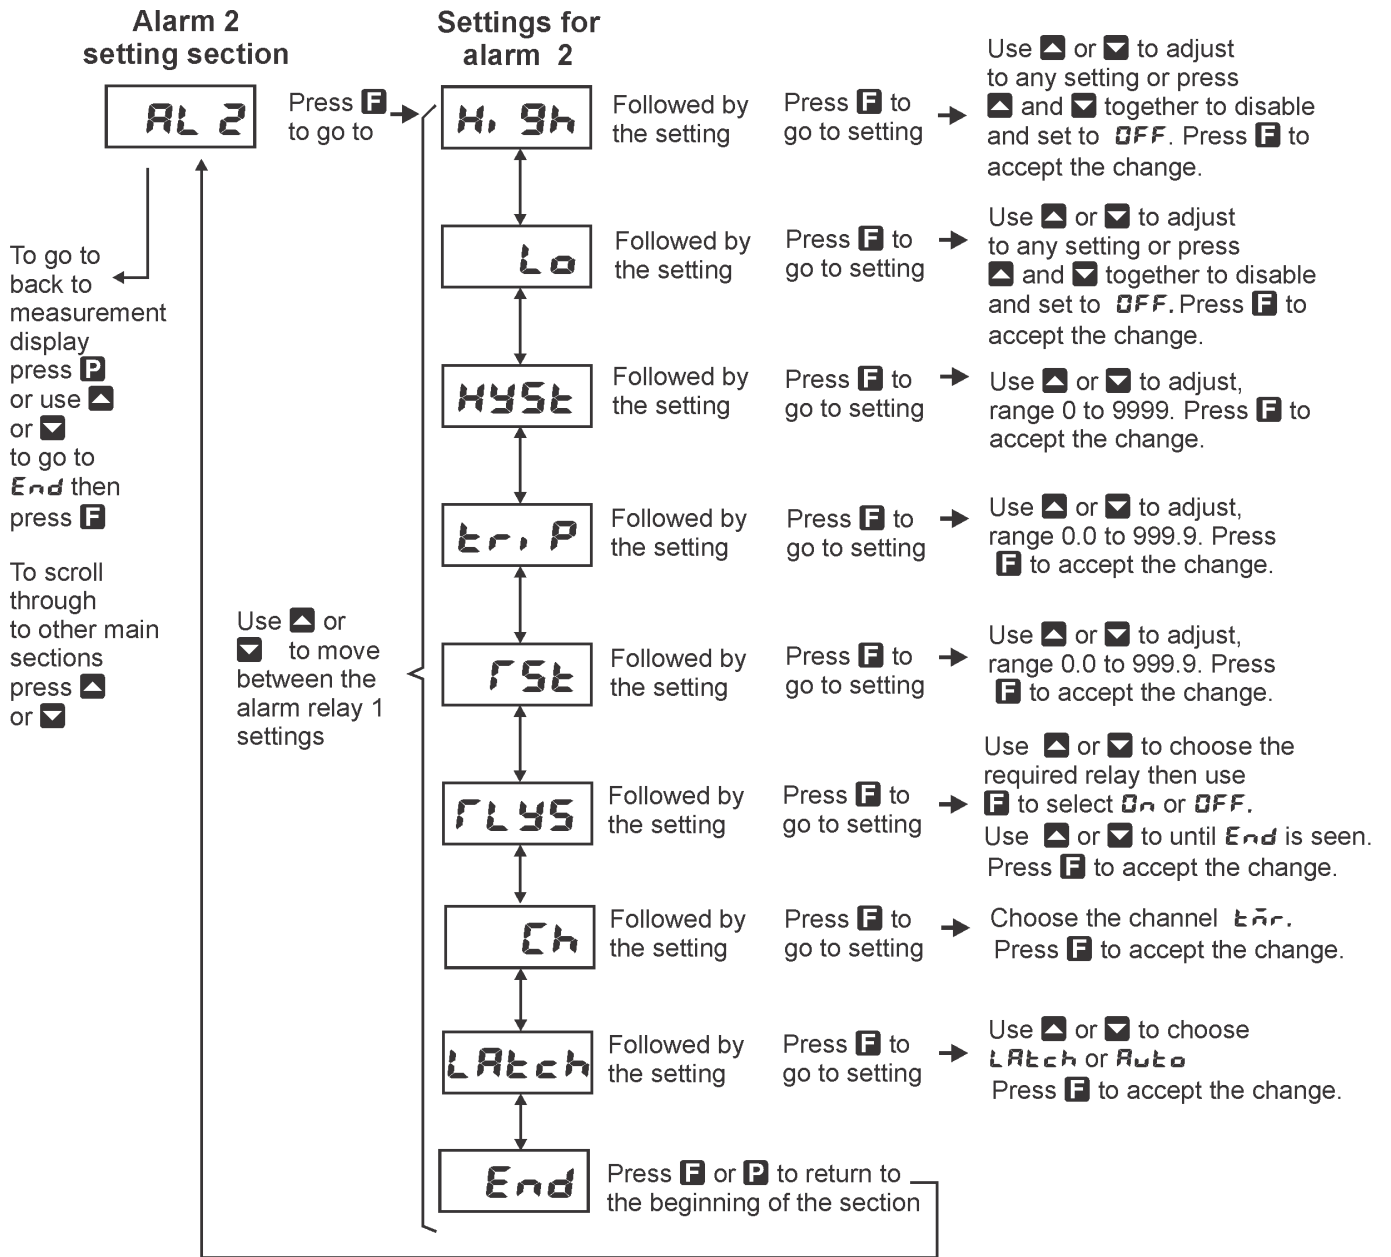 Alarm 2
setting section
AL 2
Press F
to go to
To go to
back to
measurement
display
press P
or use ▲
or ▼
to go to
End then
press F
To scroll
through
to other main
sections
press ▲
or ▼
Use ▲ or
▼ to move
between the
alarm relay 1
settings
Settings for
alarm 2
High
Followed by
the setting
Press F to
go to setting
Use ▲ or ▼ to adjust
to any setting or press
▲ and ▼ together to disable
and set to OFF. Press F to
accept the change.
Lo
Followed by
the setting
Press F to
go to setting
Use ▲ or ▼ to adjust
to any setting or press
▲ and ▼ together to disable
and set to OFF. Press F to
accept the change.
HYSt
Followed by
the setting
Press F to
go to setting
Use ▲ or ▼ to adjust,
range 0 to 9999. Press F to
accept the change.
triP
Followed by
the setting
Press F to
go to setting
Use ▲ or ▼ to adjust,
range 0.0 to 999.9. Press
F to accept the change.
rSt
Followed by
the setting
Press F to
go to setting
Use ▲ or ▼ to adjust,
range 0.0 to 999.9. Press
F to accept the change.
rLYS
Followed by
the setting
Press F to
go to setting
Use ▲ or ▼ to choose the
required relay then use
F to select On or OFF.
Use ▲ or ▼ to until End is seen.
Press F to accept the change.
Ch
Followed by
the setting
Press F to
go to setting
Choose the channel tñr.
Press F to accept the change.
LAtch
Followed by
the setting
Press F to
go to setting
Use ▲ or ▼ to choose
LAtch or Auto
Press F to accept the change.
End
Press F or P to return to
the beginning of the section